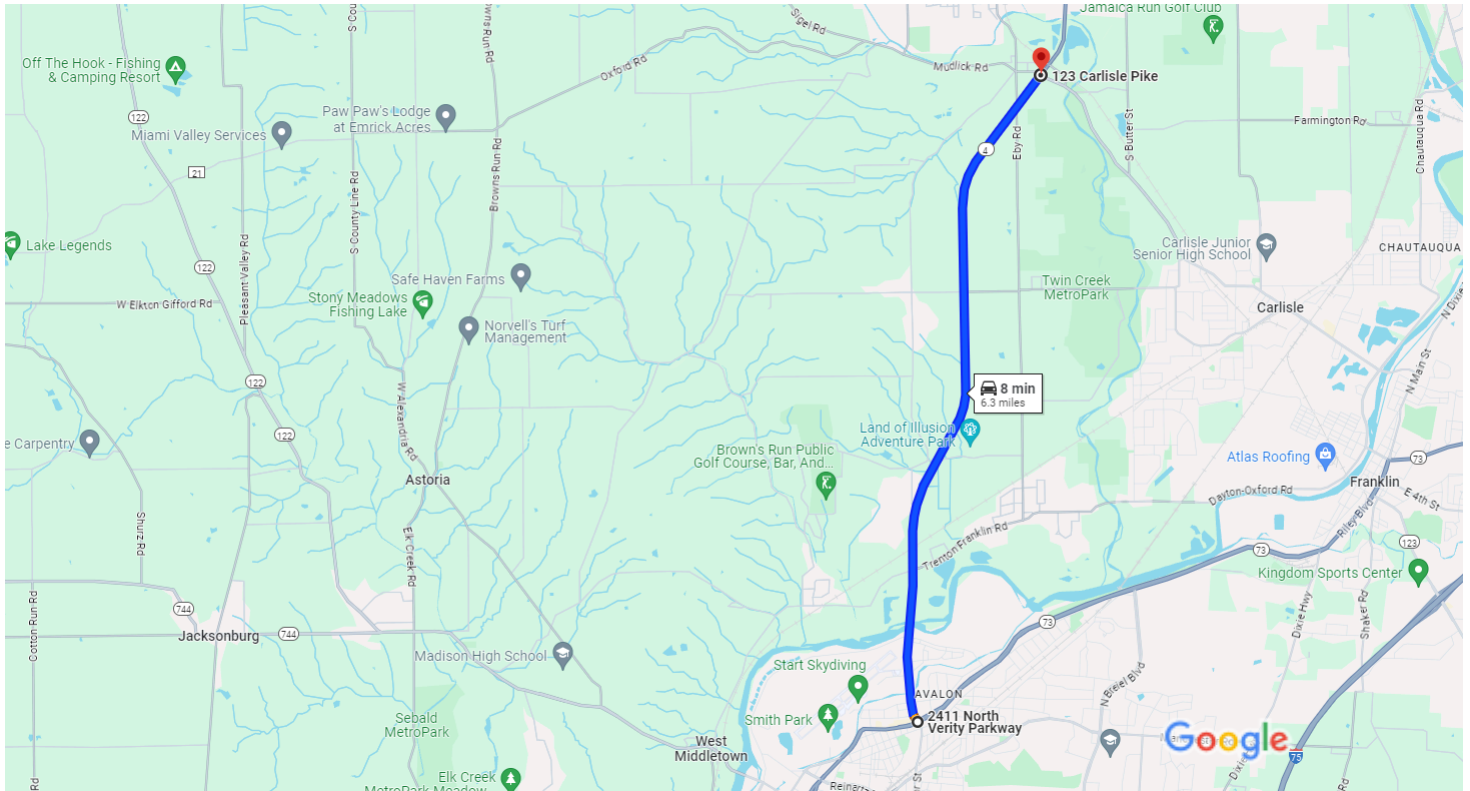 Jamaica Run Golf Club
Sigel Rd
Browns Run Rd
Off The Hook - Fishing
& Camping Resort
Oxford Rd
Mudlick Rd
123 Carlisle Pike
122
Paw Paw's Lodge
at Emrick Acres
Miami Valley Services
S Butter St
Farmington Rd
Chautauqua Rd
4
Eby Rd
21
S County Line Rd
Browns Run Rd
Pleasant Valley Rd
Lake Legends
Carlisle Junior
Senior High School
CHAUTAUQUA
122
Safe Haven Farms
Twin Creek
MetroPark
W Elkton Gifford Rd
Stony Meadows
Fishing Lake
Carlisle
Norvell's Turf
Management
N Main St
122
8 min
6.3 miles
W Alexandria Rd
122
Land of Illusion
Adventure Park
e Carpentry
Brown's Run Public
Golf Course, Bar, And...
Atlas Roofing
73
Astoria
Franklin
Dayton-Oxford Rd
E 4th St
Riley Blvd
Shurz Rd
Trenton Franklin Rd
Elk Creek Rd
73
123
Kingdom Sports Center
744
Dixie Hwy
Shaker Rd
Cotton Run Rd
73
Jacksonburg
744
Madison High School
Start Skydiving
N Breiel Blvd
AVALON
Smith Park
2411 North
Verity Parkway
Sebald
MetroPark
West
Middletown
Google
75
Elk Creek
MetroPark Meadow